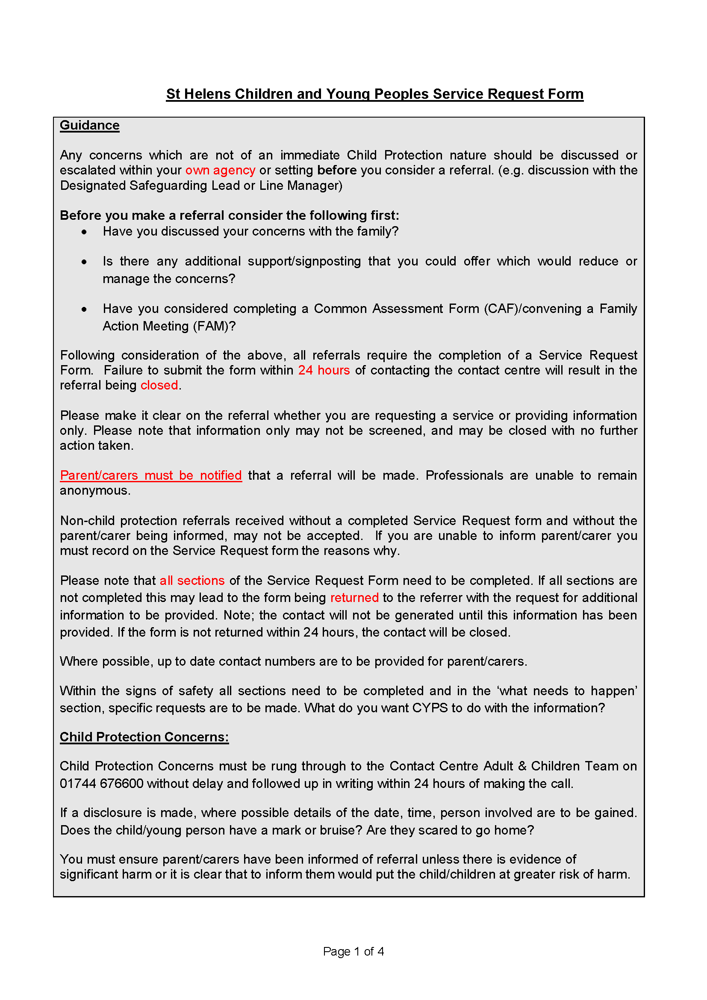 St Helens Children and Young Peoples Service Request Form
Guidance
Any concerns which are not of an immediate Child Protection nature should be discussed or
escalated within your own agency or setting before you consider a referral. (e.g. discussion with the
Designated Safeguarding Lead or Line Manager)
Before you make a referral consider the following first:
• Have you discussed your concerns with the family?
• Is there any additional support/signposting that you could offer which would reduce or
manage the concerns?
• Have you considered completing a Common Assessment Form (CAF)/convening a Family
Action Meeting (FAM)?
Following consideration of the above, all referrals require the completion of a Service Request
Form. Failure to submit the form within 24 hours of contacting the contact centre will result in the
referral being closed.
Please make it clear on the referral whether you are requesting a service or providing information
only. Please note that information only may not be screened, and may be closed with no further
action taken.
Parent/carers must be notified that a referral will be made. Professionals are unable to remain
anonymous.
Non-child protection referrals received without a completed Service Request form and without the
parent/carer being informed, may not be accepted. If you are unable to inform parent/carer you
must record on the Service Request form the reasons why.
Please note that all sections of the Service Request Form need to be completed. If all sections are
not completed this may lead to the form being returned to the referrer with the request for additional
information to be provided. Note; the contact will not be generated until this information has been
provided. If the form is not returned within 24 hours, the contact will be closed.
Where possible, up to date contact numbers are to be provided for parent/carers.
Within the signs of safety all sections need to be completed and in the ‘what needs to happen’
section, specific requests are to be made. What do you want CYPS to do with the information?
Child Protection Concerns:
Child Protection Concerns must be rung through to the Contact Centre Adult & Children Team on
01744 676600 without delay and followed up in writing within 24 hours of making the call.
If a disclosure is made, where possible details of the date, time, person involved are to be gained.
Does the child/young person have a mark or bruise? Are they scared to go home?
You must ensure parent/carers have been informed of referral unless there is evidence of
significant harm or it is clear that to inform them would put the child/children at greater risk of harm.
Page 1 of 4